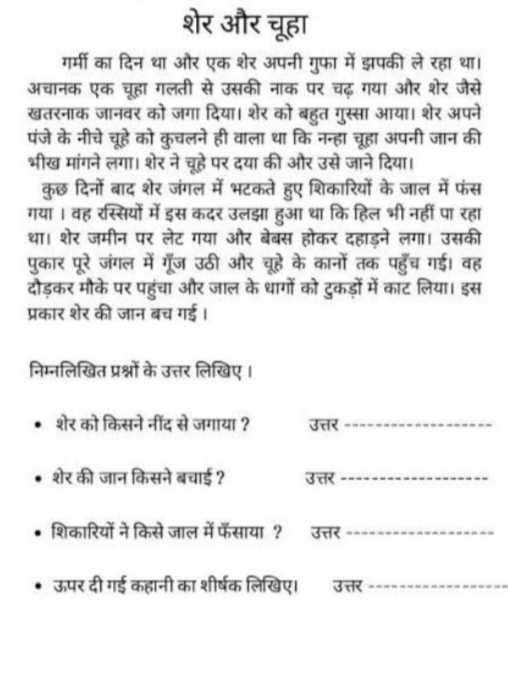 शेर और चूहा
गर्मी का दिन था और एक शेर अपनी गुफा में झपकी ले रहा था।
अचानक एक चूहा गलती से उसकी नाक पर चढ़ गया और शेर जैसे
खतरनाक जानवर को जगा दिया। शेर को बहुत गुस्सा आया। शेर अपने
पंजे के नीचे चूहे को कुचलने ही वाला था कि नन्हा चूहा अपनी जान की
भीख मांगने लगा। शेर ने चूहे पर दया की और उसे जाने दिया।
कुछ दिनों बाद शेर जंगल में भटकते हुए शिकारियों के जाल में फंस
गया । वह रस्सियों में इस कदर उलझा हुआ था कि हिल भी नहीं पा रहा
था। शेर जमीन पर लेट गया और बेबस होकर दहाड़ने लगा। उसकी
पुकार पूरे जंगल में गूँज उठी और चूहे के कानों तक पहुँच गई। वह
दौड़कर मौके पर पहुंचा और जाल के धागों को टुकड़ों में काट लिया। इस
प्रकार शेर की जान बच गई ।
निम्नलिखित प्रश्नों के उत्तर लिखिए ।
• शेर को किसने नींद से जगाया ? उत्तर ----------------
• शेर की जान किसने बचाई ? उत्तर ----------------
• शिकारियों ने किसे जाल में फँसाया ? उत्तर ----------------
• ऊपर दी गई कहानी का शीर्षक लिखिए। उत्तर ----------------